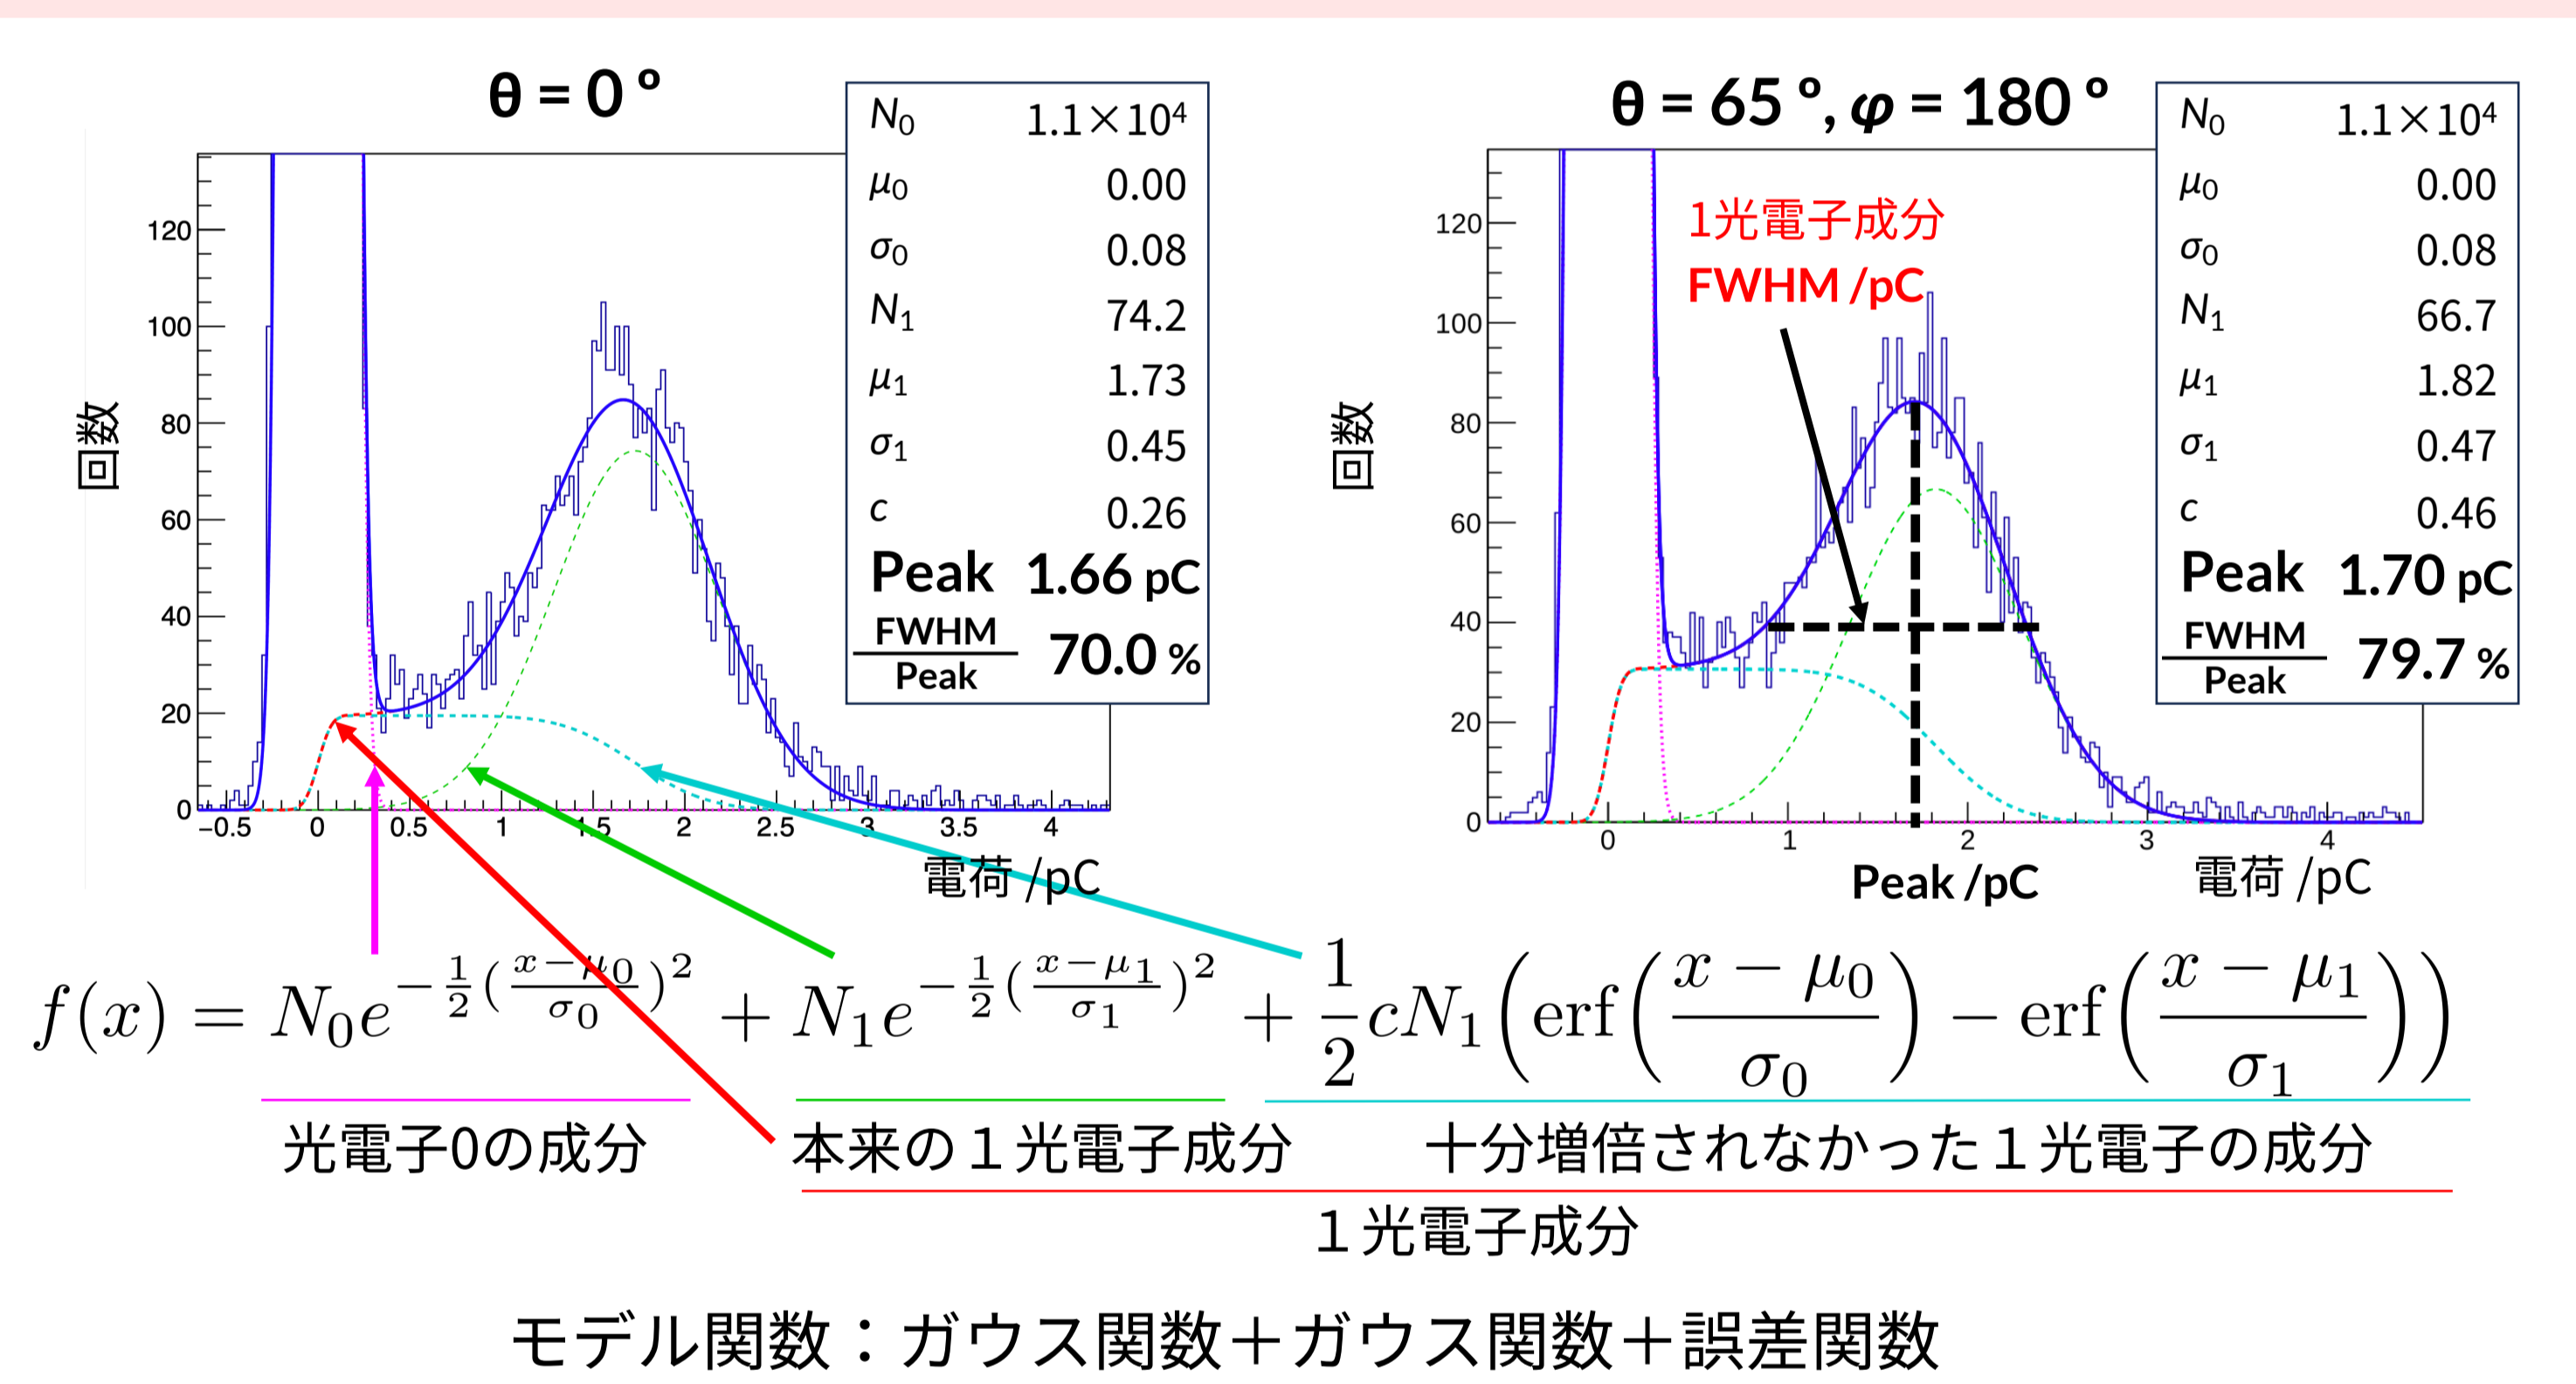 θ = 0 °
120
100
80
60
40
20
0
−0.5 0 0.5 1 1.5 2 2.5 3 3.5 4
回数
電荷 /pC
N₀ 1.1×10⁴
μ₀ 0.00
σ₀ 0.08
N₁ 74.2
μ₁ 1.73
σ₁ 0.45
c 0.26
Peak 1.66 pC
FWHM
Peak
70.0 %
θ = 65 °, φ = 180 °
1光電子成分
FWHM /pC
120
100
80
60
40
20
0
0 1 2 3 4
回数
Peak /pC
電荷 /pC
N₀ 1.1×10⁴
μ₀ 0.00
σ₀ 0.08
N₁ 66.7
μ₁ 1.82
σ₁ 0.47
c 0.46
Peak 1.70 pC
FWHM
Peak
79.7 %
f(x) = N₀e^{−1/2((x−μ₀)/σ₀)²} + N₁e^{−1/2((x−μ₁)/σ₁)²} + 1/2 cN₁(erf((x − μ₀)/σ₀) − erf((x − μ₁)/σ₁))
光電子0の成分
本来の1光電子成分
十分増倍されなかった1光電子の成分
1光電子成分
モデル関数：ガウス関数＋ガウス関数＋誤差関数